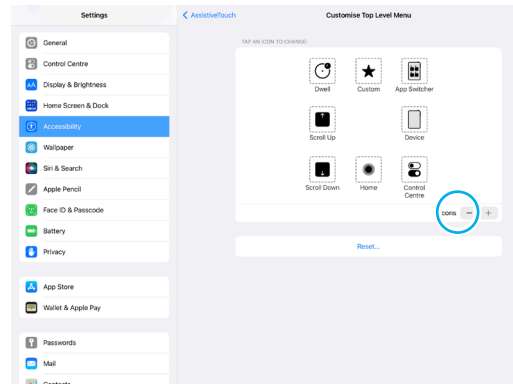 Settings
General
Control Centre
AA Display & Brightness
Home Screen & Dock
Accessibility
Wallpaper
Siri & Search
Apple Pencil
Face ID & Passcode
Battery
Privacy
App Store
Wallet & Apple Pay
Passwords
Mail
Contacts
AssistiveTouch
Customise Top Level Menu
TAP AN ICON TO CHANGE:
Dwell Custom App Switcher
Scroll Up Device
Scroll Down Home Control
Centre
cons − +
Reset...